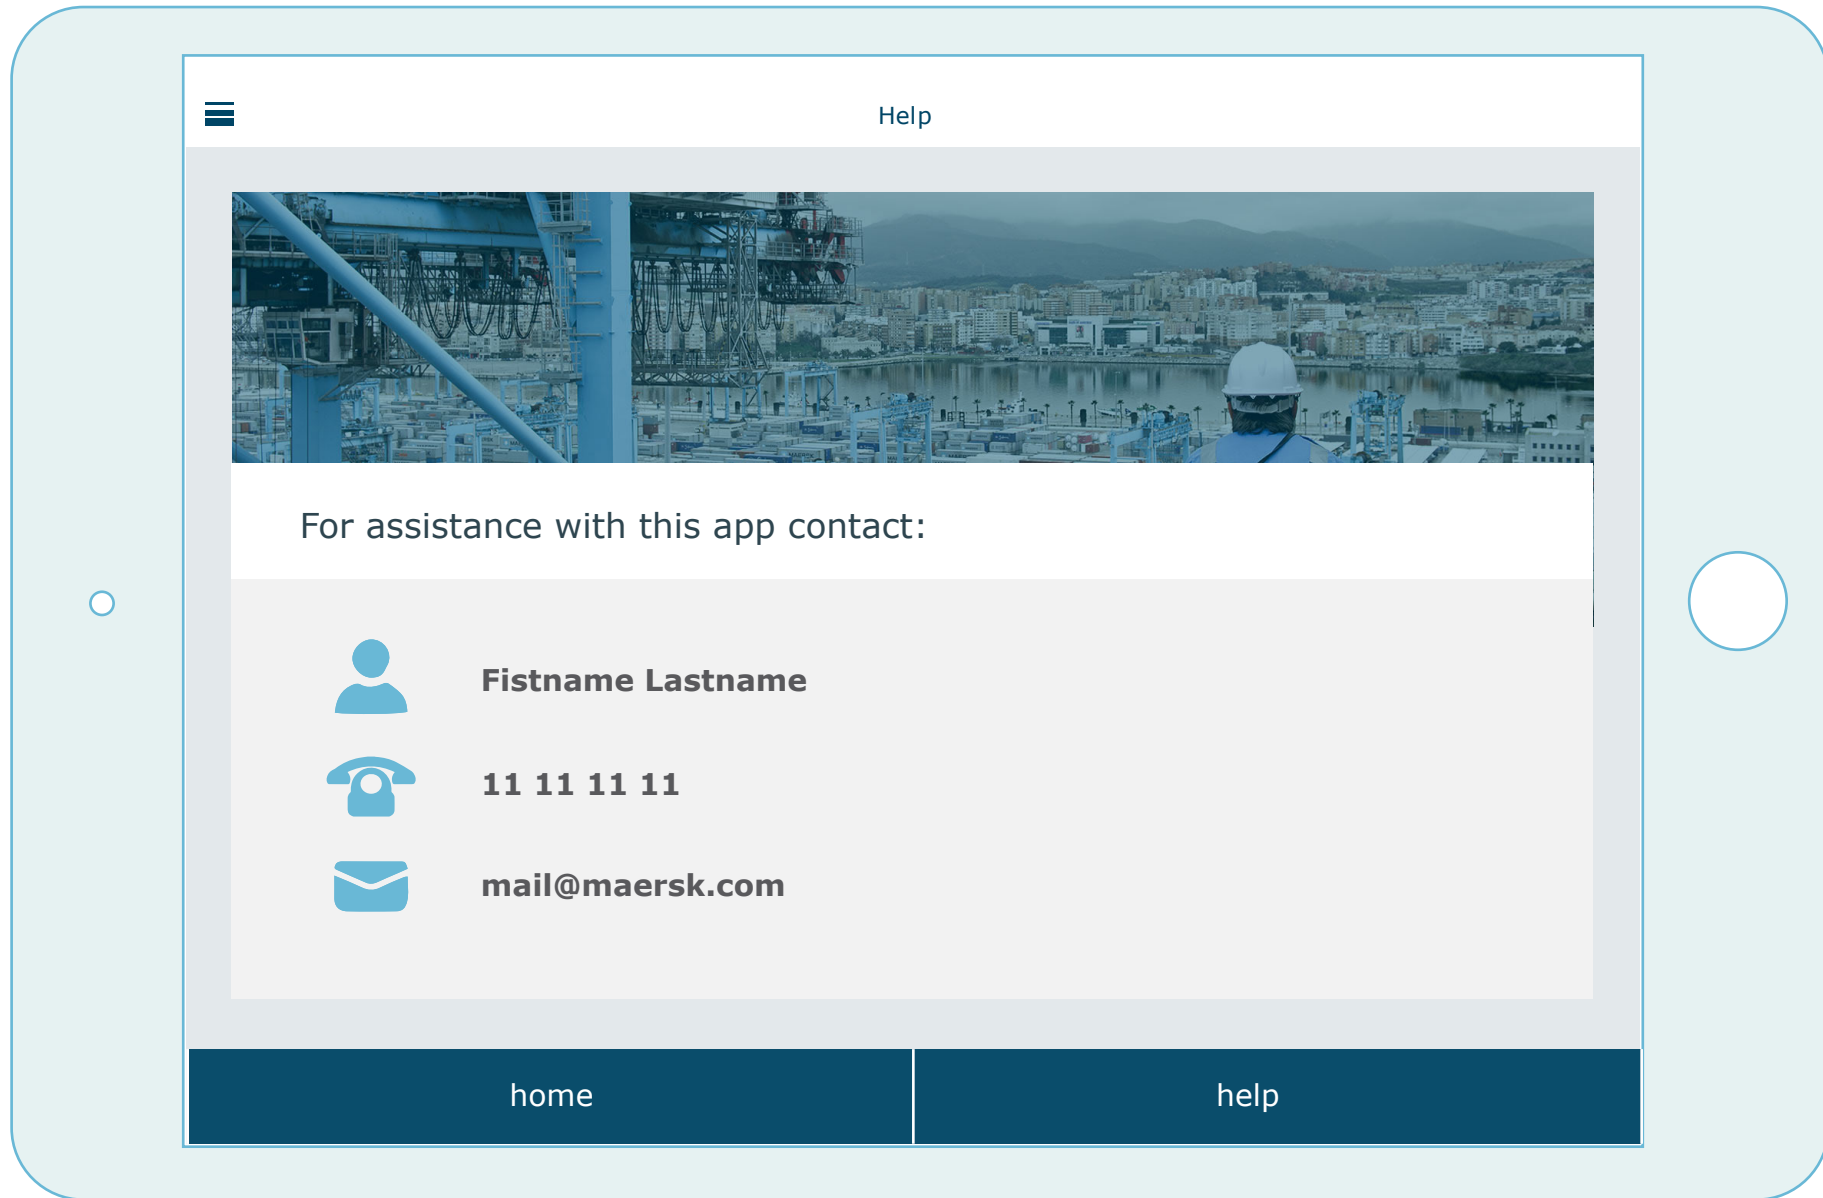 Help
For assistance with this app contact:
Fistname Lastname
11 11 11 11
mail@maersk.com
home
help